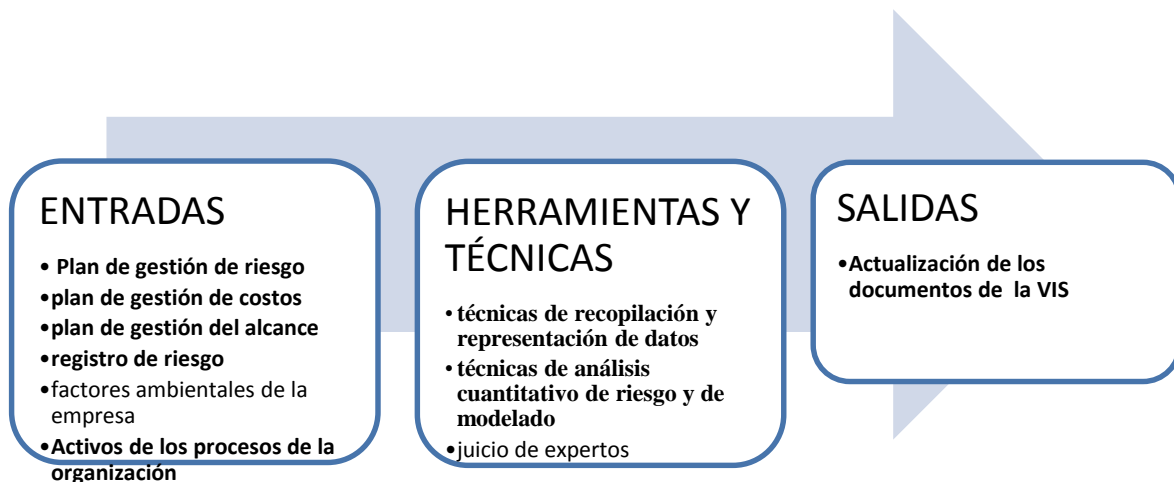 ENTRADAS
• Plan de gestión de riesgo
•plan de gestión de costos
•plan de gestión del alcance
•registro de riesgo
•factores ambientales de la
empresa
•Activos de los procesos de la
organización
HERRAMIENTAS Y
TÉCNICAS
•técnicas de recopilación y
representación de datos
•técnicas de análisis
cuantitativo de riesgo y de
modelado
•juicio de expertos
SALIDAS
•Actualización de los
documentos de la VIS